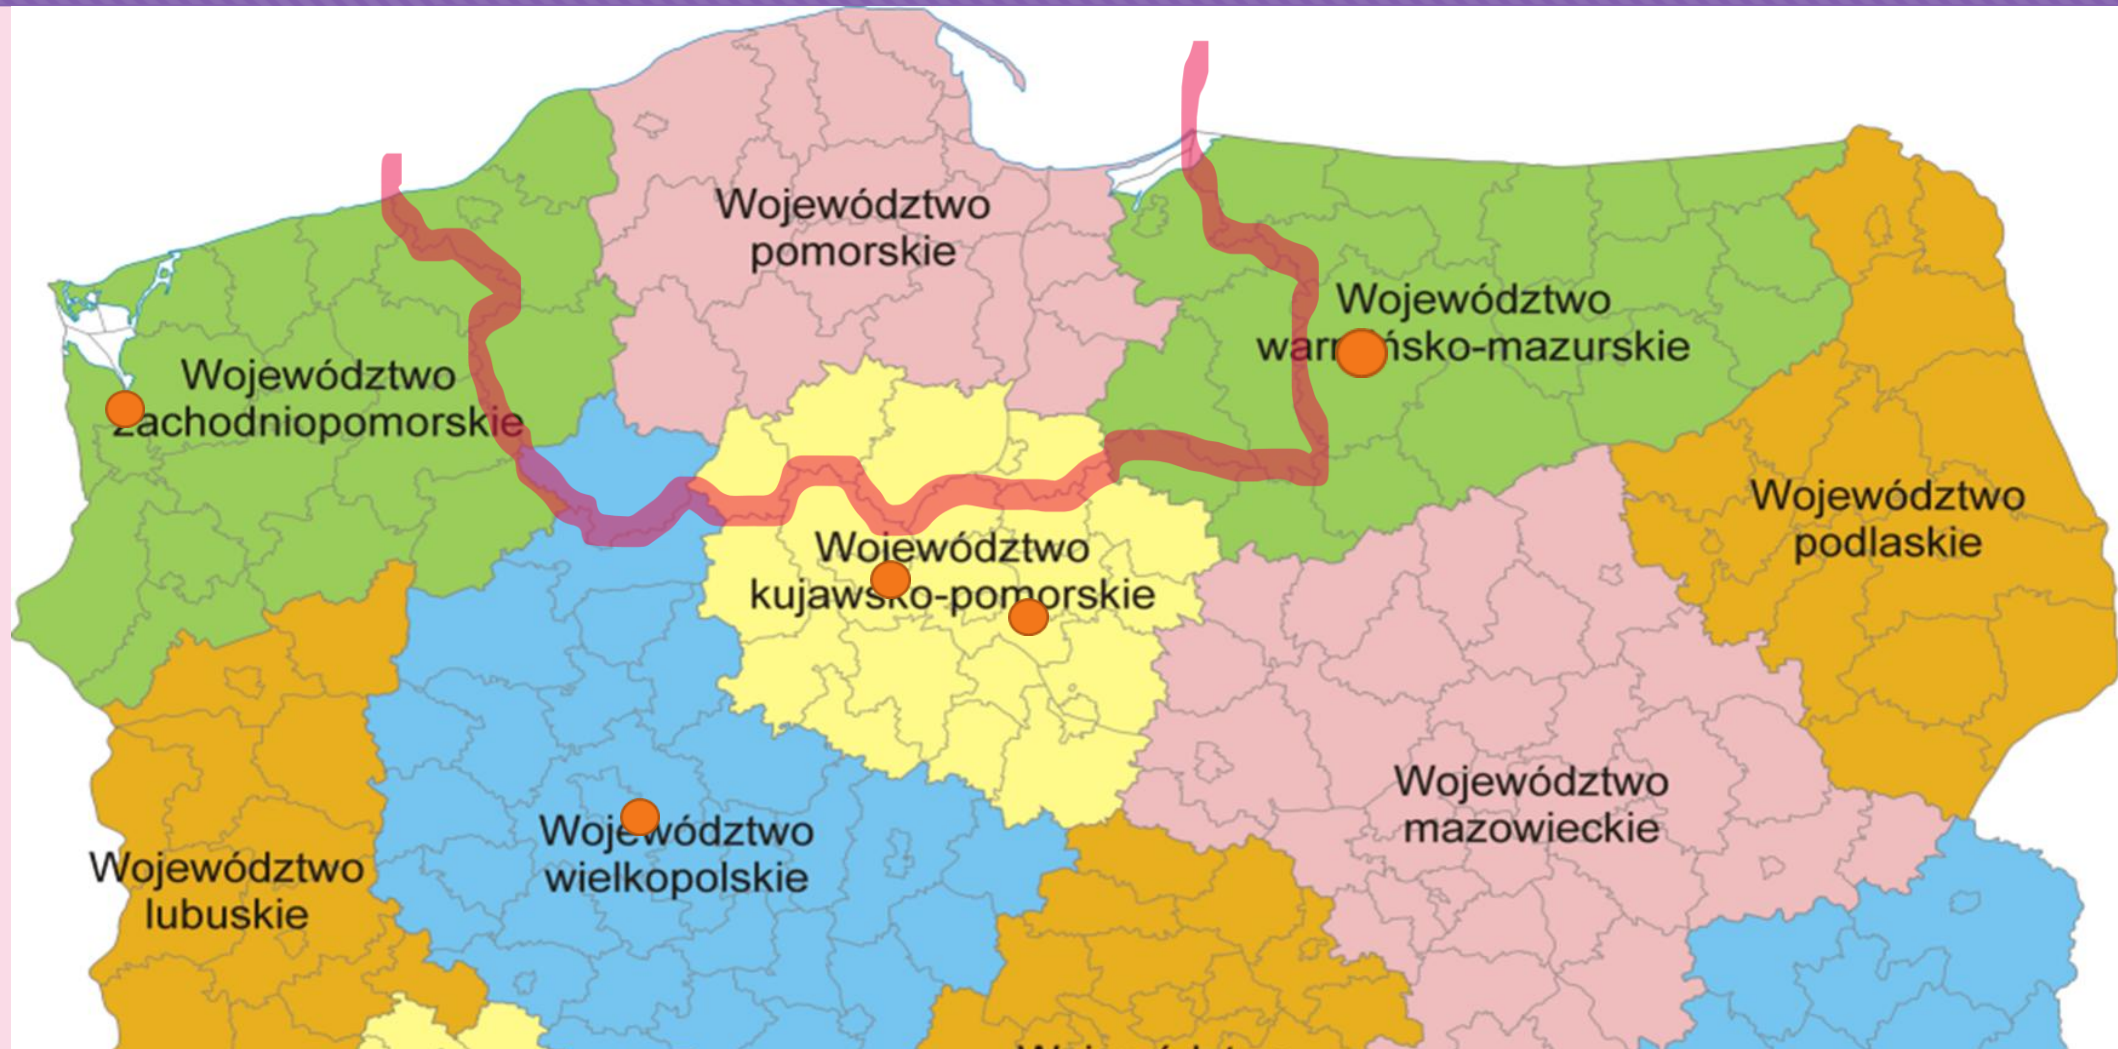 Województwo
pomorskie
Województwo
warmińsko-mazurskie
Województwo
zachodniopomorskie
Województwo
podlaskie
Województwo
kujawsko-pomorskie
Województwo
mazowieckie
Województwo
wielkopolskie
Województwo
lubuskie